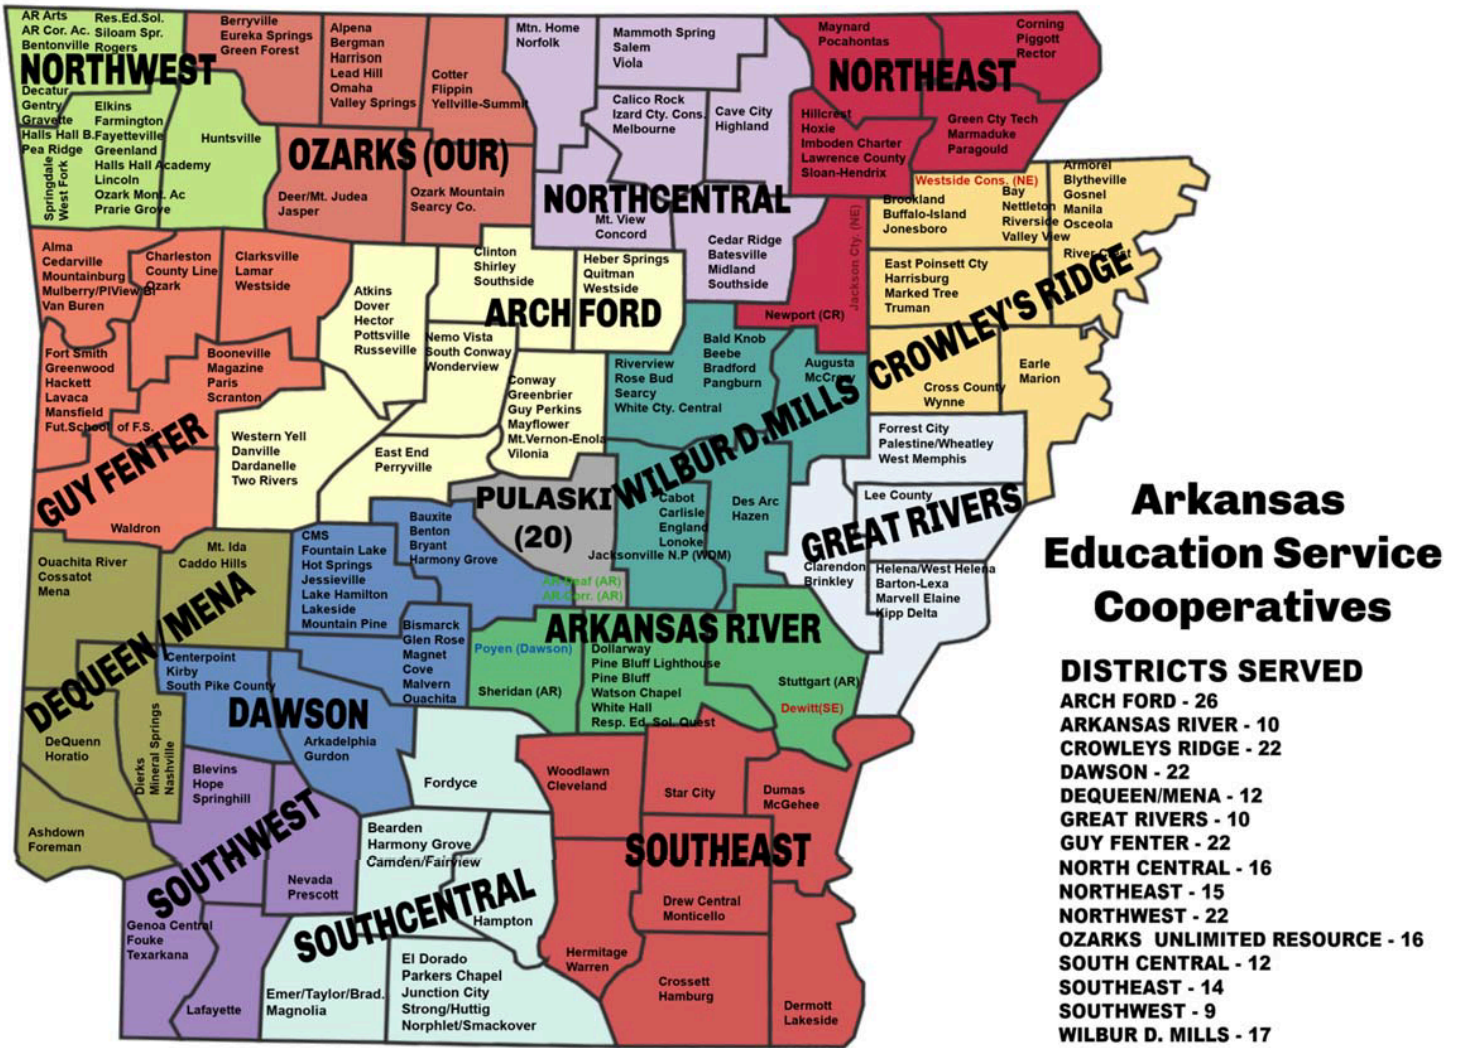 AR Arts
AR Cor. Ac.
Bentonville
Res.Ed.Sol.
Siloam Spr.
Rogers
NORTHWEST
Decatur
Gentry
Gravette
Halls Hall B.
Pea Ridge
Springdale
West Fork
Elkins
Farmington
Fayetteville
Greenland
Halls Hall Academy
Lincoln
Ozark Mont. Ac
Prarie Grove
Huntsville
Berryville
Eureka Springs
Green Forest
Alpena
Bergman
Harrison
Lead Hill
Omaha
Valley Springs
Cotter
Flippin
Yellville-Summit
OZARKS (OUR)
Deer/Mt. Judea
Jasper
Ozark Mountain
Searcy Co.
Mtn. Home
Norfolk
Mammoth Spring
Salem
Viola
Calico Rock
Izard Cty. Cons.
Melbourne
Cave City
Highland
NORTHCENTRAL
Mt. View
Concord
Cedar Ridge
Batesville
Midland
Southside
Maynard
Pocahontas
Corning
Piggott
Rector
NORTHEAST
Hillcrest
Hoxie
Imboden Charter
Lawrence County
Sloan-Hendrix
Green Cty Tech
Marmaduke
Paragould
Jackson Cty. (NE)
Newport (CR)
Westside Cons. (NE)
Brookland
Buffalo-Island
Jonesboro
Bay
Nettleton
Riverside
Valley View
Armorel
Blytheville
Gosnel
Manila
Osceola
River Crest
East Poinsett Cty
Harrisburg
Marked Tree
Truman
CROWLEY'S RIDGE
Cross County
Wynne
Earle
Marion
Alma
Cedarville
Mountainburg
Mulberry/PlView Bi
Van Buren
Charleston
County Line
Ozark
Clarksville
Lamar
Westside
Fort Smith
Greenwood
Hackett
Lavaca
Mansfield
Fut.School of F.S.
Booneville
Magazine
Paris
Scranton
GUY FENTER
Waldron
Atkins
Dover
Hector
Pottsville
Russeville
Clinton
Shirley
Southside
Heber Springs
Quitman
Westside
ARCH FORD
Nemo Vista
South Conway
Wonderview
Conway
Greenbrier
Guy Perkins
Mayflower
Mt.Vernon-Enola
Vilonia
Western Yell
Danville
Dardanelle
Two Rivers
East End
Perryville
Riverview
Rose Bud
Searcy
White Cty. Central
Bald Knob
Beebe
Bradford
Pangburn
Augusta
McCrory
WILBUR D.MILLS
Cabot
Carlisle
England
Lonoke
Jacksonville N.P (WDM)
Des Arc
Hazen
PULASKI
(20)
AR-Deaf (AR)
AR-Corr. (AR)
Forrest City
Palestine/Wheatley
West Memphis
Lee County
GREAT RIVERS
Clarendon
Brinkley
Helena/West Helena
Barton-Lexa
Marvell Elaine
Kipp Delta
Ouachita River
Cossatot
Mena
Mt. Ida
Caddo Hills
DEQUEEN / MENA
DeQuenn
Horatio
Dierks
Mineral Springs
Nashville
Ashdown
Foreman
CMS
Fountain Lake
Hot Springs
Jessieville
Lake Hamilton
Lakeside
Mountain Pine
Bauxite
Benton
Bryant
Harmony Grove
Bismarck
Glen Rose
Magnet
Cove
Malvern
Ouachita
Centerpoint
Kirby
South Pike County
DAWSON
Arkadelphia
Gurdon
ARKANSAS RIVER
Poyen (Dawson)
Sheridan (AR)
Dollarway
Pine Bluff Lighthouse
Pine Bluff
Watson Chapel
White Hall
Resp. Ed. Sol. Quest
Stuttgart (AR)
Dewitt(SE)
Blevins
Hope
Springhill
SOUTHWEST
Nevada
Prescott
Genoa Central
Fouke
Texarkana
Lafayette
Fordyce
Bearden
Harmony Grove
Camden/Fairview
SOUTHCENTRAL
Hampton
Emer/Taylor/Brad.
Magnolia
El Dorado
Parkers Chapel
Junction City
Strong/Huttig
Norphlet/Smackover
Woodlawn
Cleveland
Star City
Dumas
McGehee
SOUTHEAST
Drew Central
Monticello
Hermitage
Warren
Crossett
Hamburg
Dermott
Lakeside
Arkansas
Education Service
Cooperatives
DISTRICTS SERVED
ARCH FORD - 26
ARKANSAS RIVER - 10
CROWLEYS RIDGE - 22
DAWSON - 22
DEQUEEN/MENA - 12
GREAT RIVERS - 10
GUY FENTER - 22
NORTH CENTRAL - 16
NORTHEAST - 15
NORTHWEST - 22
OZARKS UNLIMITED RESOURCE - 16
SOUTH CENTRAL - 12
SOUTHEAST - 14
SOUTHWEST - 9
WILBUR D. MILLS - 17